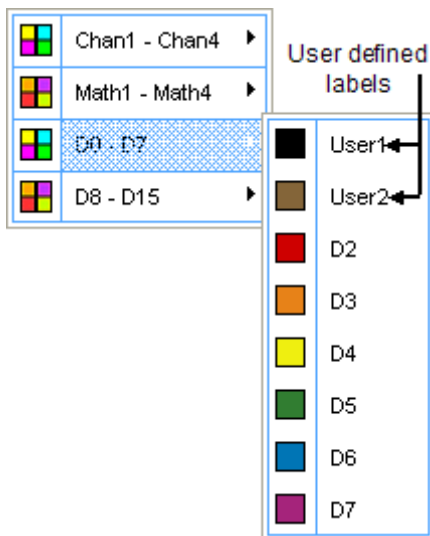 Chan1 - Chan4
Math1 - Math4
D0 - D7
D8 - D15
User defined
labels
User1
User2
D2
D3
D4
D5
D6
D7